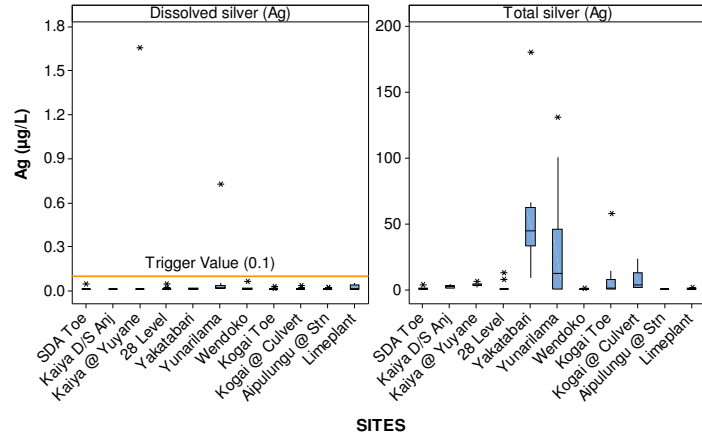 Dissolved silver (Ag)
Total silver (Ag)
Ag (µg/L)
1.8
1.5
1.2
0.9
0.6
0.3
0.0
Trigger Value (0.1)
200
150
100
50
0
SDA Toe
Kaiya D/S Anj
Kaiya @ Yuyane
28 Level
Yakatabari
Yunarilama
Wendoko
Kogai Toe
Kogai @ Culvert
Aipulungu @ Stn
Limeplant
SDA Toe
Kaiya D/S Anj
Kaiya @ Yuyane
28 Level
Yakatabari
Yunarilama
Wendoko
Kogai Toe
Kogai @ Culvert
Aipulungu @ Stn
Limeplant
SITES